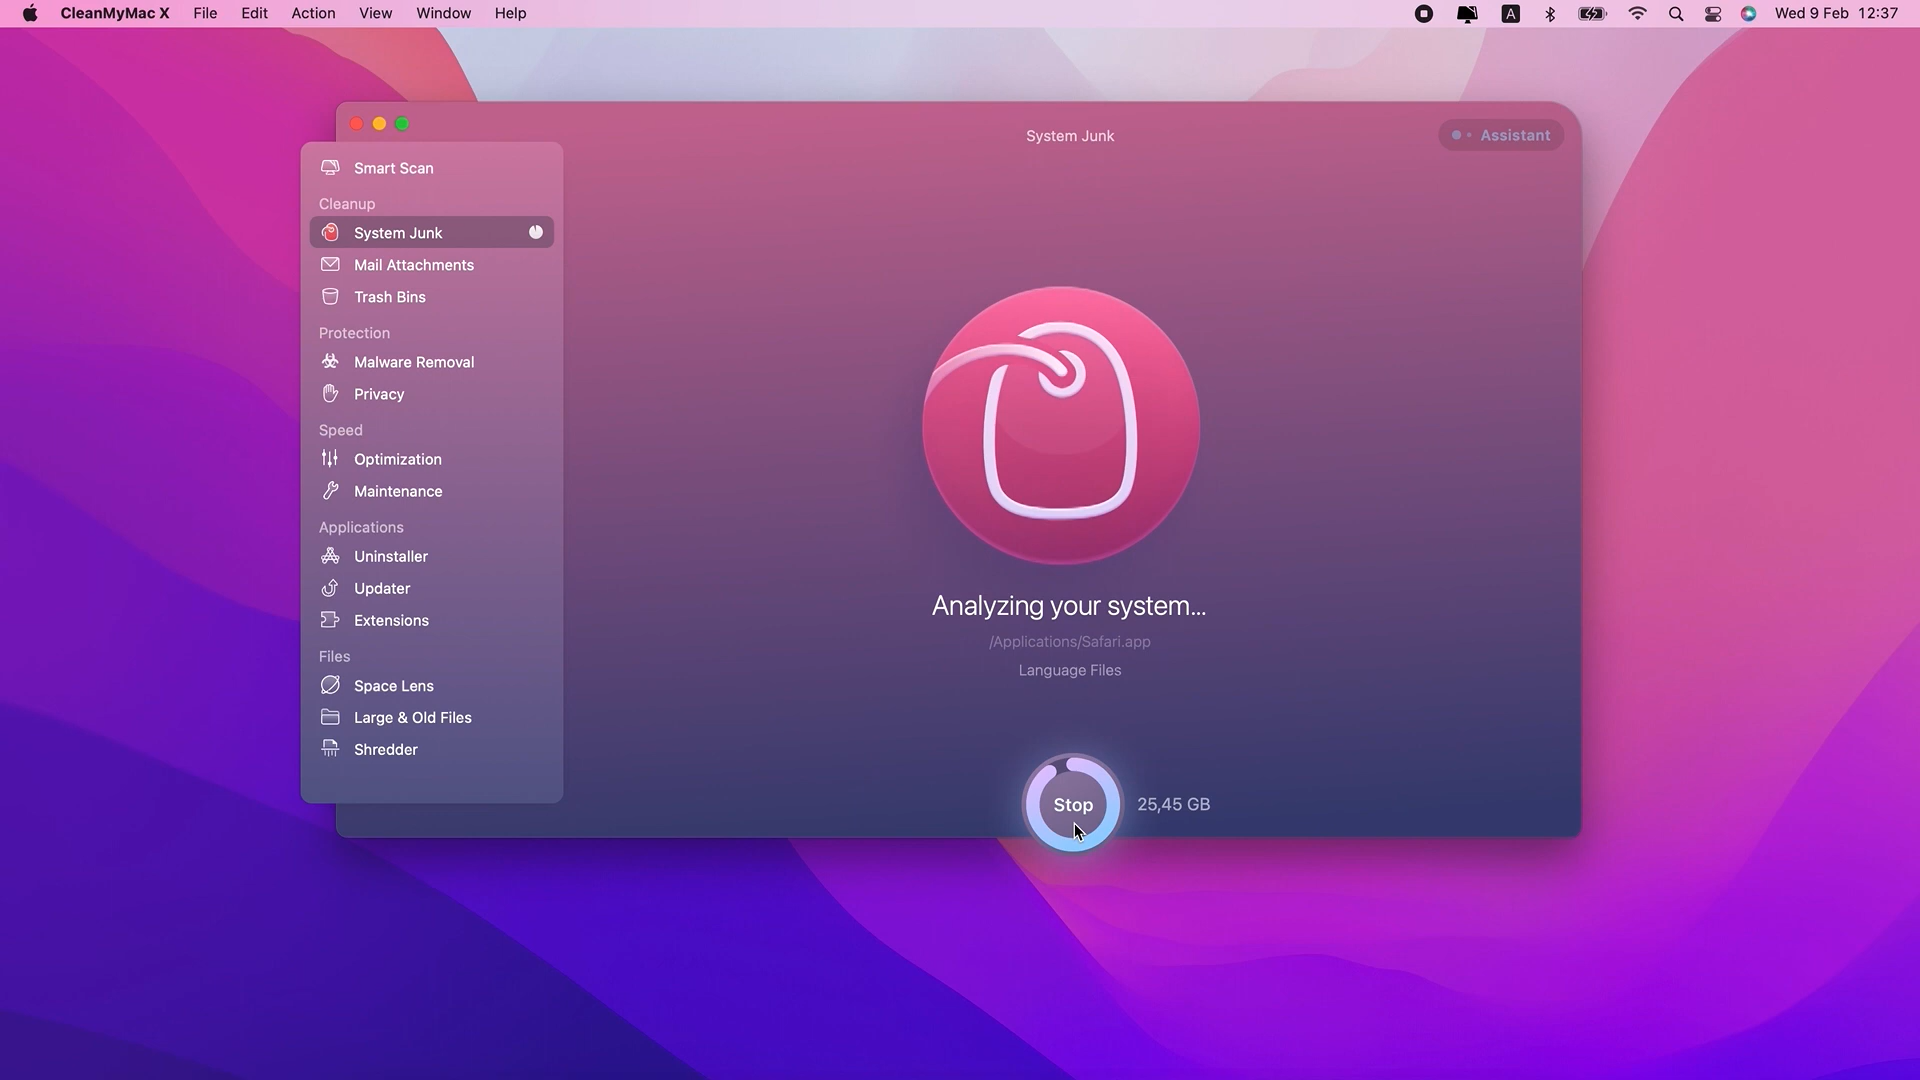 CleanMyMac X File Edit Action View Window Help A Wed 9 Feb 12:37
System Junk
Assistant
Smart Scan
Cleanup
System Junk
Mail Attachments
Trash Bins
Protection
Malware Removal
Privacy
Speed
Optimization
Maintenance
Applications
Uninstaller
Updater
Extensions
Files
Space Lens
Large & Old Files
Shredder
Analyzing your system...
/Applications/Safari.app
Language Files
Stop 25,45 GB